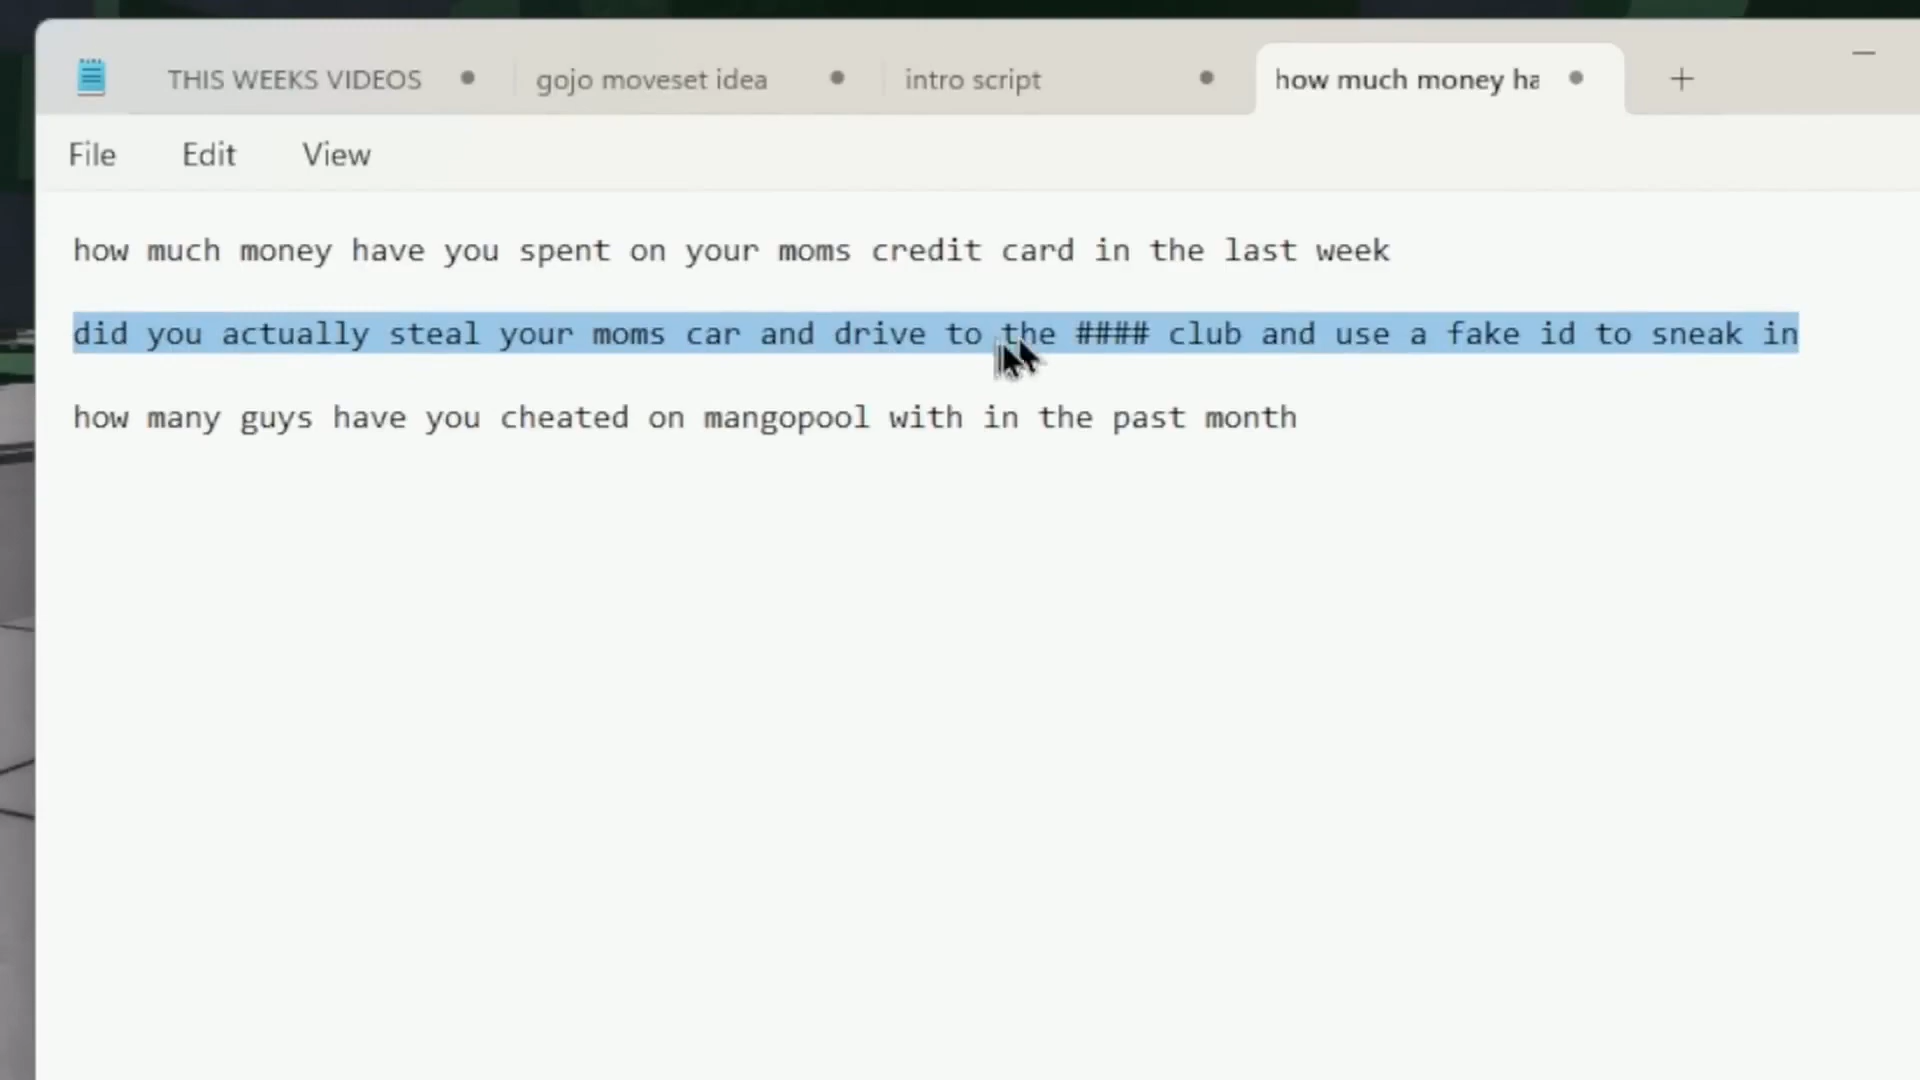 THIS WEEKS VIDEOS
gojo moveset idea
intro script
how much money ha
File Edit View
how much money have you spent on your moms credit card in the last week
did you actually steal your moms car and drive to the #### club and use a fake id to sneak in
how many guys have you cheated on mangopool with in the past month